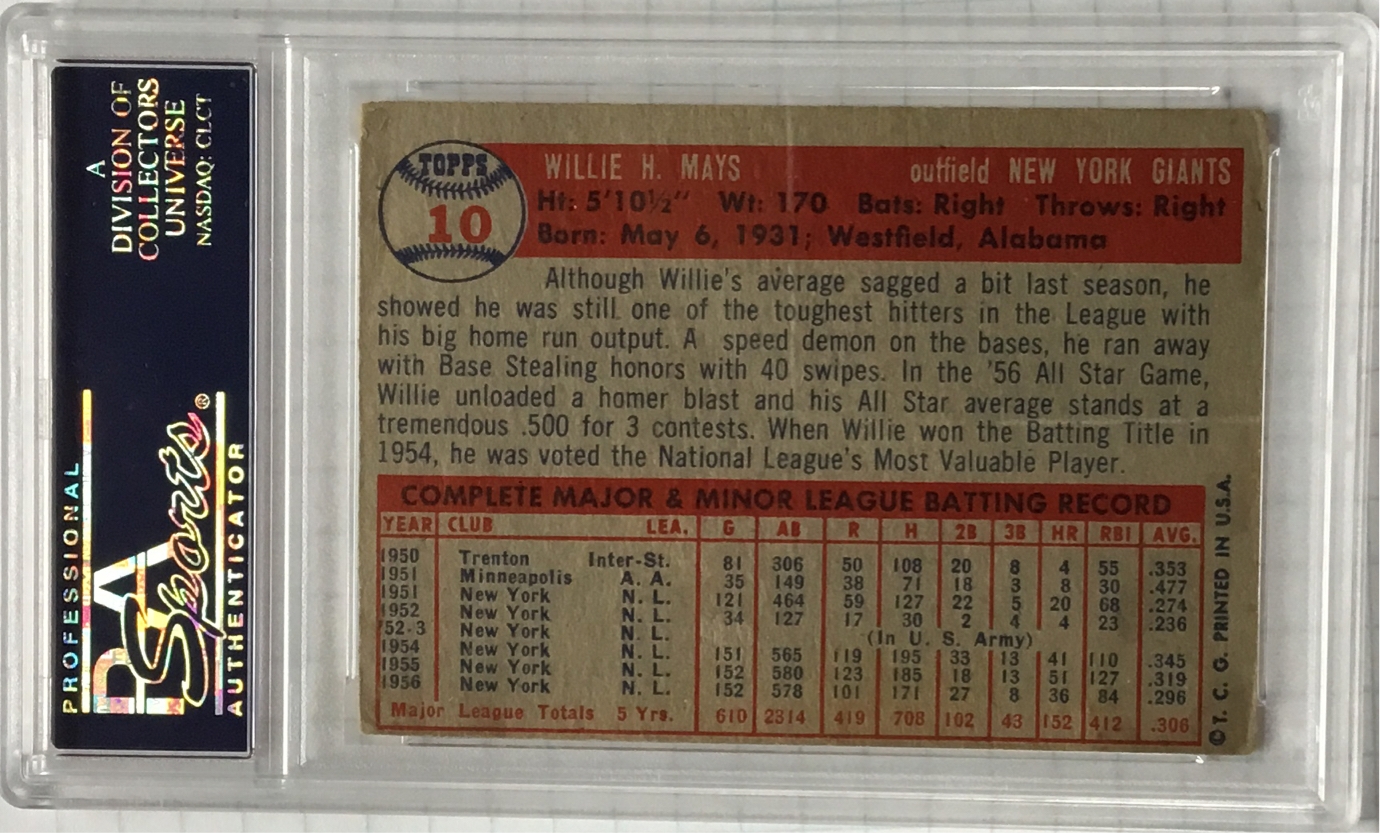 A
DIVISION OF
COLLECTORS
UNIVERSE
NASDAQ: CLCT
PROFESSIONAL
PSA
Sports®
AUTHENTICATOR
TOPPS
10
WILLIE H. MAYS outfield NEW YORK GIANTS
Ht: 5'10½" Wt: 170 Bats: Right Throws: Right
Born: May 6, 1931; Westfield, Alabama
Although Willie's average sagged a bit last season, he
showed he was still one of the toughest hitters in the League with
his big home run output. A speed demon on the bases, he ran away
with Base Stealing honors with 40 swipes. In the '56 All Star Game,
Willie unloaded a homer blast and his All Star average stands at a
tremendous .500 for 3 contests. When Willie won the Batting Title in
1954, he was voted the National League's Most Valuable Player.
COMPLETE MAJOR & MINOR LEAGUE BATTING RECORD
YEAR CLUB LEA. G AB R H 2B 3B HR RBI AVG.
1950 Trenton Inter-St. 81 306 50 108 20 8 4 55 .353
1951 Minneapolis A. A. 35 149 38 71 18 3 8 30 .477
1951 New York N. L. 121 464 59 127 22 5 20 68 .274
1952 New York N. L. 34 127 17 30 2 4 4 23 .236
'52-3 New York N. L. (In U. S. Army)
1954 New York N. L. 151 565 119 195 33 13 41 110 .345
1955 New York N. L. 152 580 123 185 18 13 51 127 .319
1956 New York N. L. 152 578 101 171 27 8 36 84 .296
Major League Totals 5 Yrs. 610 2314 419 708 102 43 152 412 .306
© T. C. G. PRINTED IN U.S.A.